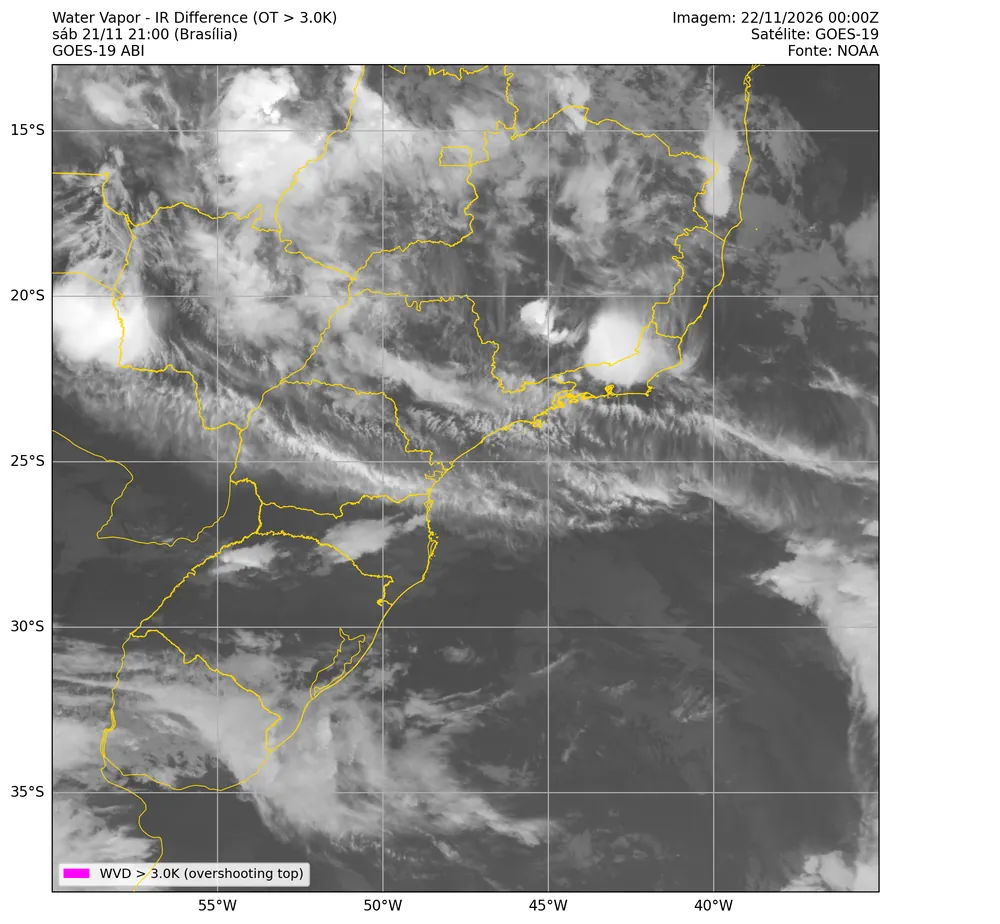 Water Vapor - IR Difference (OT > 3.0K)
sáb 21/11 21:00 (Brasília)
GOES-19 ABI
Imagem: 22/11/2026 00:00Z
Satélite: GOES-19
Fonte: NOAA
15°S
20°S
25°S
30°S
35°S
WVD > 3.0K (overshooting top)
55°W
50°W
45°W
40°W